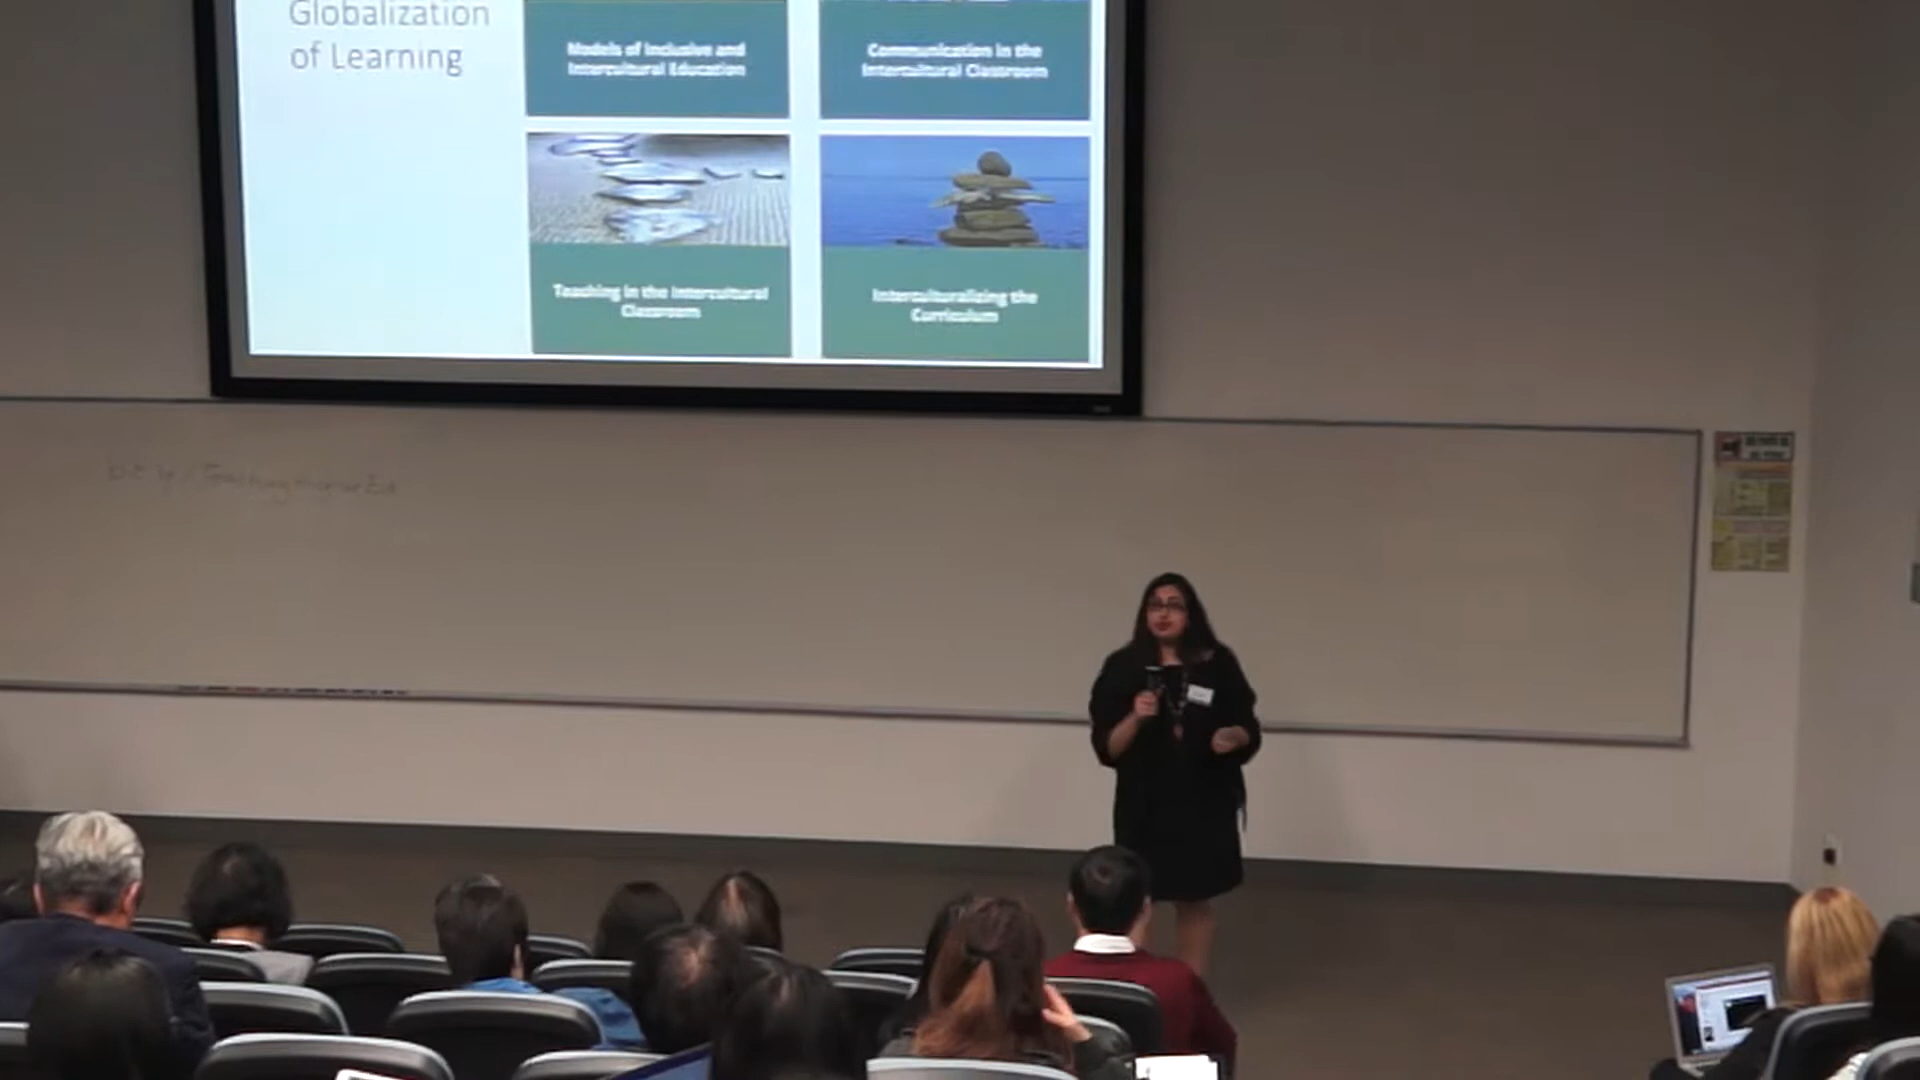 Globalization
of Learning
Models of Inclusive and
Intercultural Education
Communication in the
Intercultural Classroom
Teaching in the Intercultural
Classroom
Interculturalizing the
Curriculum